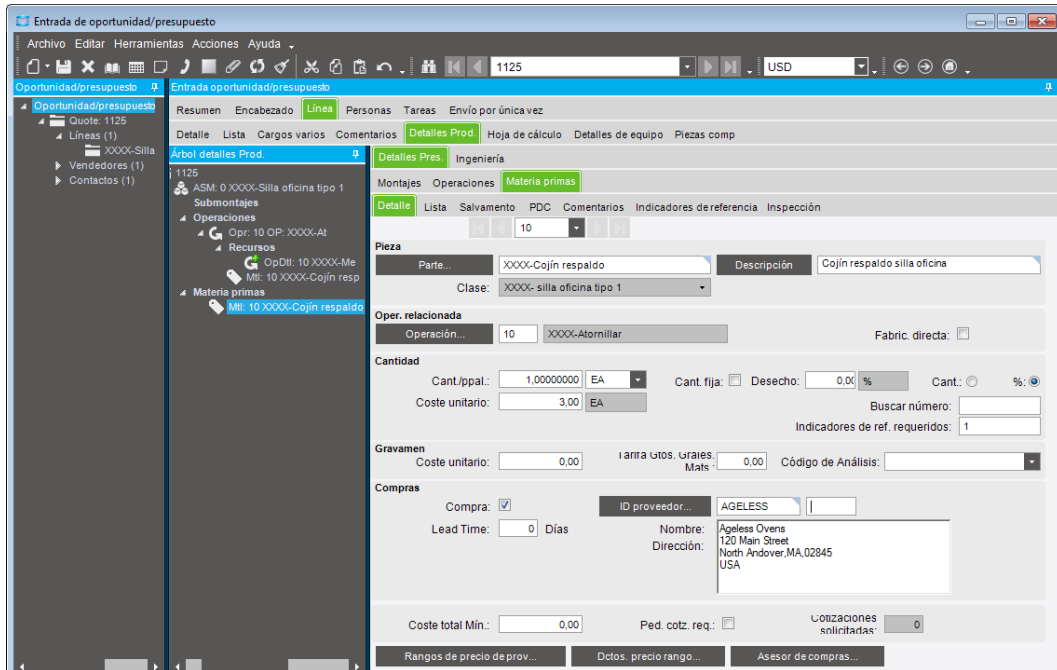 Entrada de oportunidad/presupuesto
Archivo Editar Herramientas Acciones Ayuda
1125 USD
Oportunidad/presupuesto
Oportunidad/presupuesto
Quote: 1125
Líneas (1)
XXXX-Silla
Vendedores (1)
Contactos (1)
Entrada oportunidad/presupuesto
Resumen Encabezado Línea Personas Tareas Envío por única vez
Detalle Lista Cargos varios Comentarios Detalles Prod. Hoja de cálculo Detalles de equipo Piezas comp
Árbol detalles Prod.
1125
ASM: 0 XXXX-Silla oficina tipo 1
Submontajes
Operaciones
Opr: 10 OP: XXXX-At
Recursos
OpDtl: 10 XXXX-Me
Mtl: 10 XXXX-Cojín resp
Materia primas
Mtl: 10 XXXX-Cojín respaldo
Detalles Pres. Ingeniería
Montajes Operaciones Materia primas
Detalle Lista Salvamento PDC Comentarios Indicadores de referencia Inspección
10
Pieza
Parte... XXXX-Cojín respaldo Descripción Cojín respaldo silla oficina
Clase: XXXX- silla oficina tipo 1
Oper. relacionada
Operación... 10 XXXX-Atornillar Fabric. directa:
Cantidad
Cant./ppal.: 1,00000000 EA Cant. fija: Desecho: 0,00 % Cant.: %:
Coste unitario: 3,00 EA Buscar número:
Indicadores de ref. requeridos: 1
Gravamen
Coste unitario: 0,00 Tarifa Gtos. Grales. Mats.: 0,00 Código de Análisis:
Compras
Compra: ID proveedor... AGELESS
Lead Time: 0 Días Nombre: Ageless Ovens
Dirección: 120 Main Street
North Andover,MA,02845
USA
Coste total Mín.: 0,00 Ped. cotz. req.: Cotizaciones solicitadas: 0
Rangos de precio de prov... Dctos. precio rango... Asesor de compras...